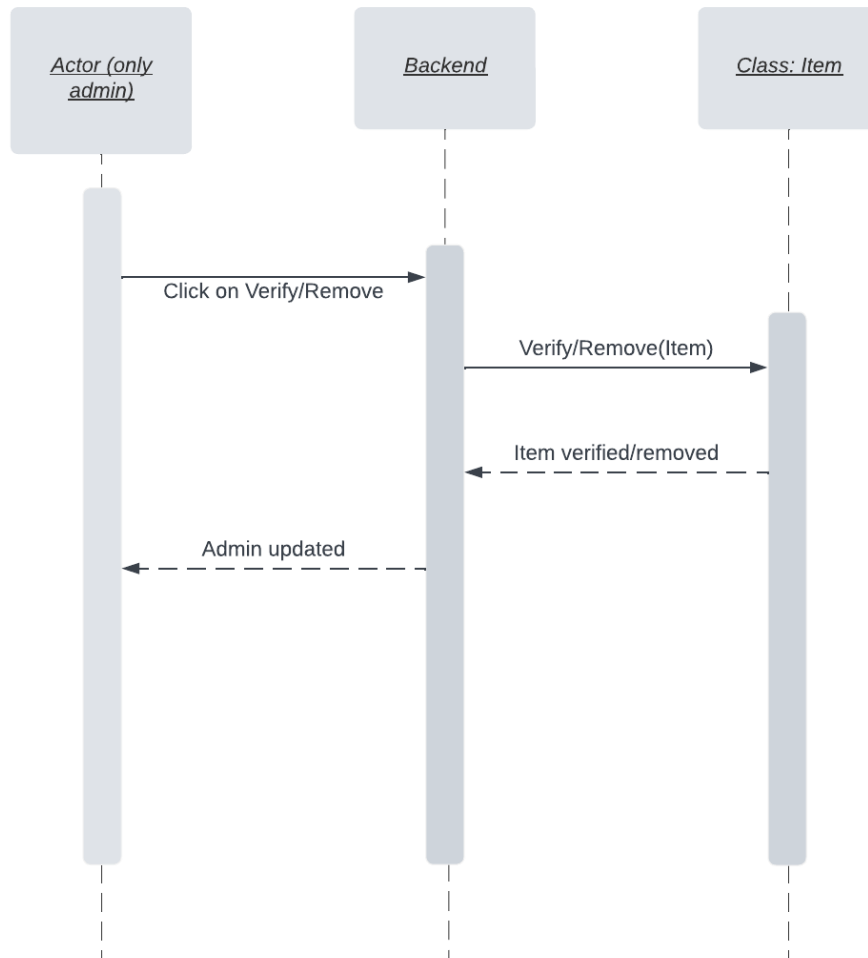 Actor (only
admin)
Backend
Class: Item
Click on Verify/Remove
Verify/Remove(Item)
Item verified/removed
Admin updated